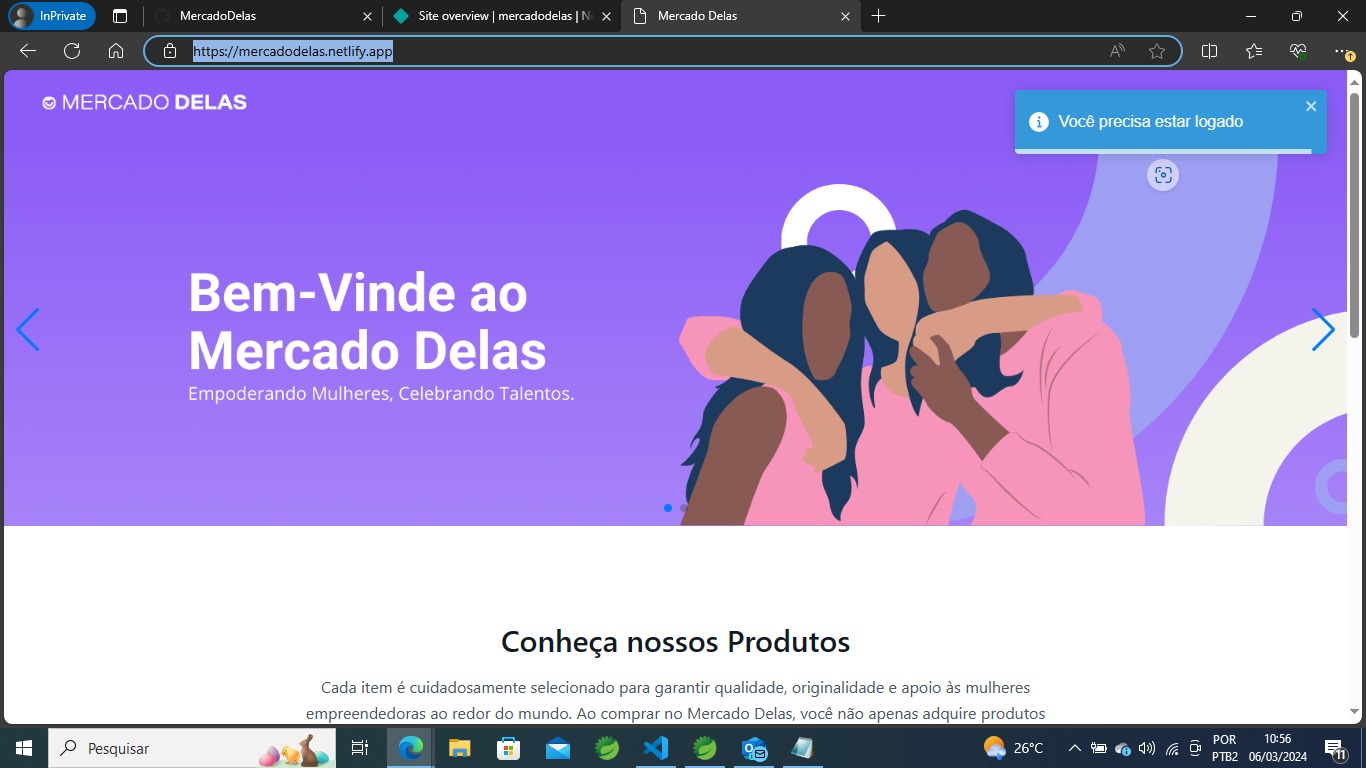 InPrivate
MercadoDelas
Site overview | mercadodelas | N
Mercado Delas
https://mercadodelas.netlify.app
MERCADO DELAS
Você precisa estar logado
Bem-Vinde ao
Mercado Delas
Empoderando Mulheres, Celebrando Talentos.
Conheça nossos Produtos
Cada item é cuidadosamente selecionado para garantir qualidade, originalidade e apoio às mulheres
empreendedoras ao redor do mundo. Ao comprar no Mercado Delas, você não apenas adquire produtos
Pesquisar
26°C
POR
PTB2
10:56
06/03/2024
11